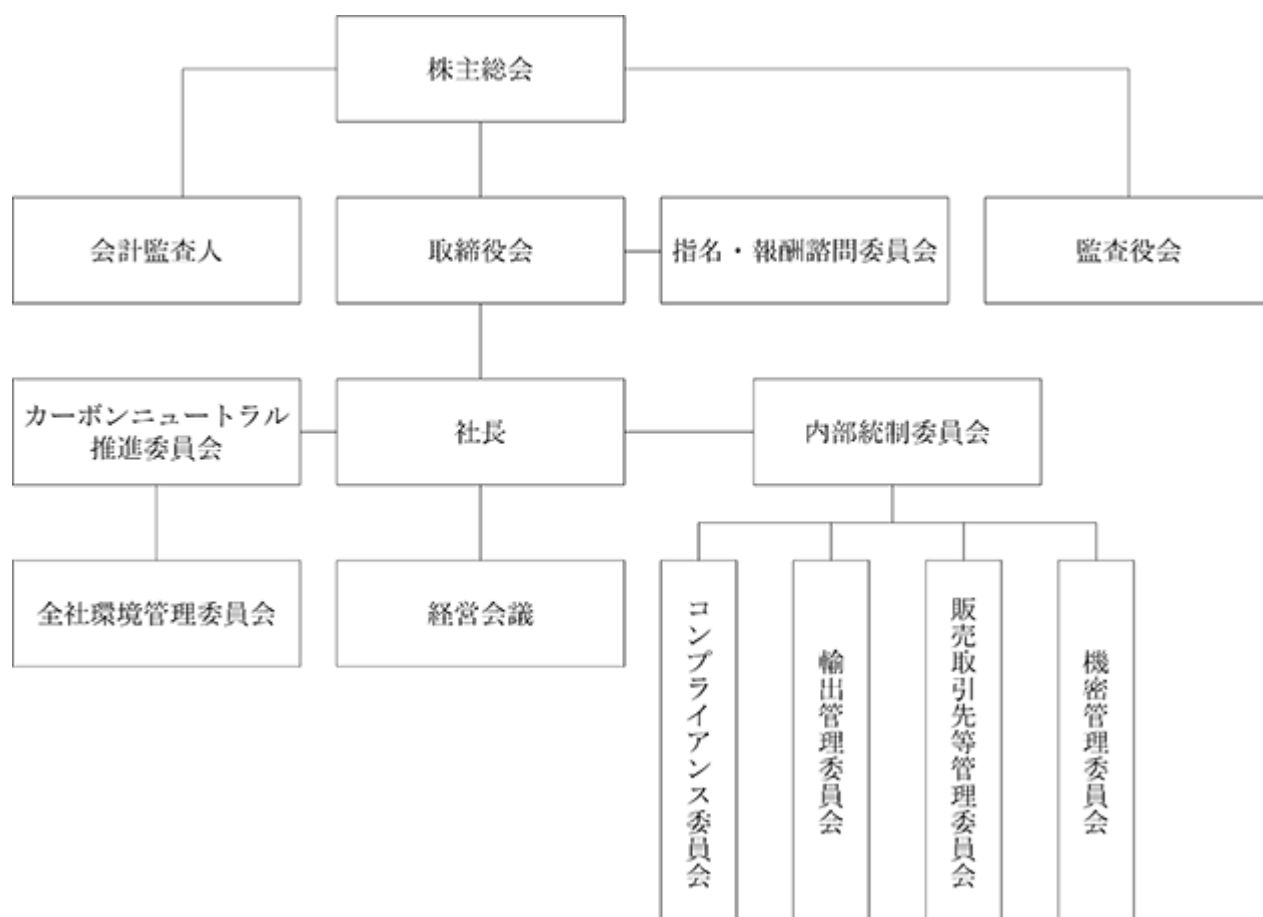 株主総会
会計監査人
取締役会
指名・報酬諮問委員会
監査役会
カーボンニュートラル
推進委員会
社長
内部統制委員会
全社環境管理委員会
経営会議
コンプライアンス委員会
輸出管理委員会
販売取引先等管理委員会
機密管理委員会